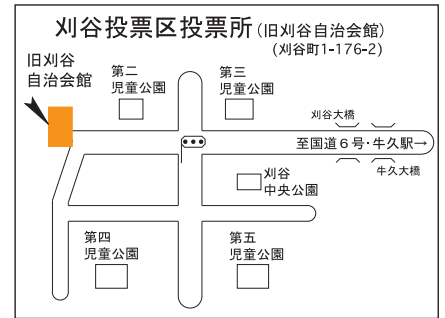 刈谷投票区投票所(旧刈谷自治会館)
(刈谷町1-176-2)
旧刈谷
自治会館
第二
児童公園
第三
児童公園
刈谷大橋
至国道6号・牛久駅→
牛久大橋
刈谷
中央公園
第四
児童公園
第五
児童公園